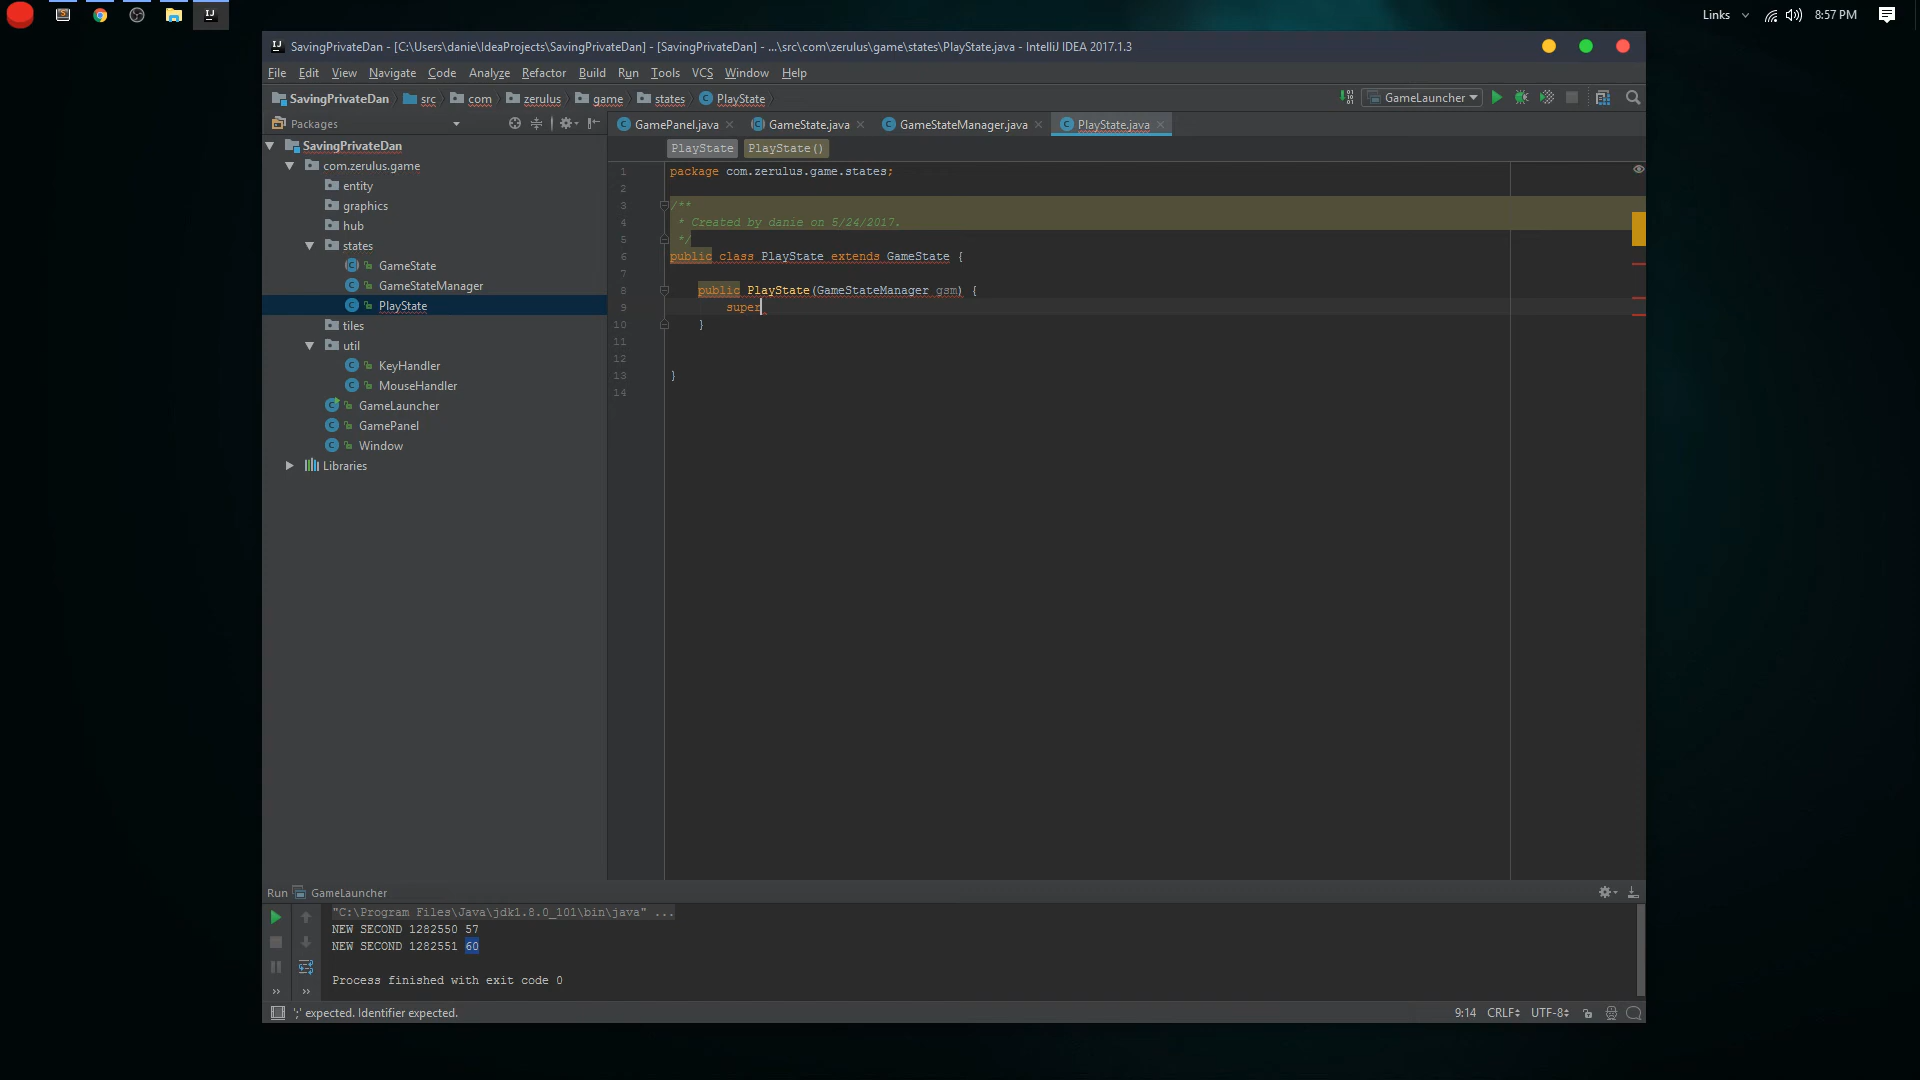 Links 8:57 PM
SavingPrivateDan - [C:\Users\danie\IdeaProjects\SavingPrivateDan] - [SavingPrivateDan] - ...\src\com\zerulus\game\states\PlayState.java - IntelliJ IDEA 2017.1.3
File Edit View Navigate Code Analyze Refactor Build Run Tools VCS Window Help
SavingPrivateDan src com zerulus game states PlayState GameLauncher
Packages
GamePanel.java GameState.java GameStateManager.java PlayState.java
SavingPrivateDan
com.zerulus.game
entity
graphics
hub
states
GameState
GameStateManager
PlayState
tiles
util
KeyHandler
MouseHandler
GameLauncher
GamePanel
Window
Libraries
PlayState PlayState()
1 package com.zerulus.game.states;
2
3 /**
4 * Created by danie on 5/24/2017.
5 */
6 public class PlayState extends GameState {
7
8 public PlayState(GameStateManager gsm) {
9 super
10 }
11
12
13 }
14
Run GameLauncher
"C:\Program Files\Java\jdk1.8.0_101\bin\java" ...
NEW SECOND 1282550 57
NEW SECOND 1282551 60
Process finished with exit code 0
';' expected. Identifier expected. 9:14 CRLF UTF-8